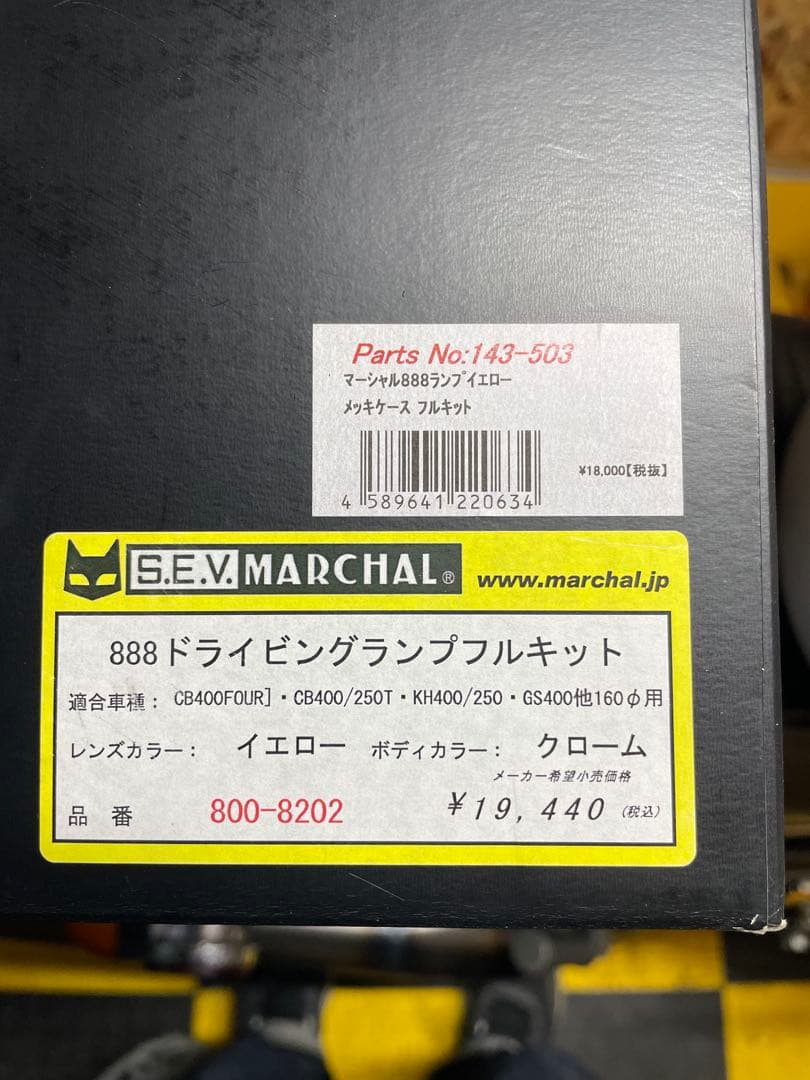 Parts No:143-503
マーシャル888ランプイエロー
メッキケース フルキット
¥18,000【税抜】
4 589641 220634
S.E.V. MARCHAL® www.marchal.jp
888ドライビングランプフルキット
適合車種： CB400FOUR]・CB400/250T・KH400/250・GS400他160φ用
レンズカラー： イエロー ボディカラー： クローム
メーカー希望小売価格
品 番 800-8202 ¥19,440 (税込)